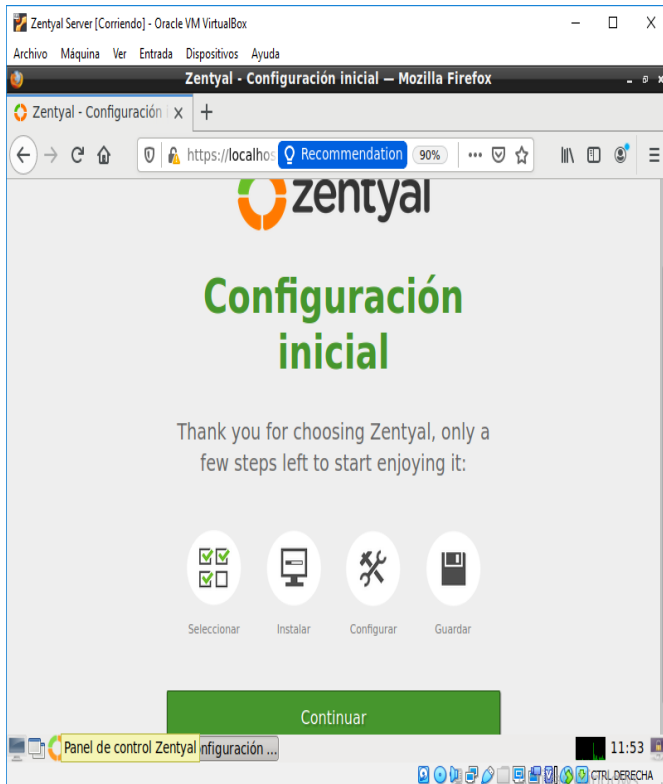 Zentyal Server [Corriendo] - Oracle VM VirtualBox
Archivo Máquina Ver Entrada Dispositivos Ayuda
Zentyal - Configuración inicial — Mozilla Firefox
Zentyal - Configuración i
https://localhos Recommendation 90%
zentyal
Configuración
inicial
Thank you for choosing Zentyal, only a
few steps left to start enjoying it:
Seleccionar Instalar Configurar Guardar
Continuar
Panel de control Zentyal nfiguración ... 11:53
CTRL DERECHA